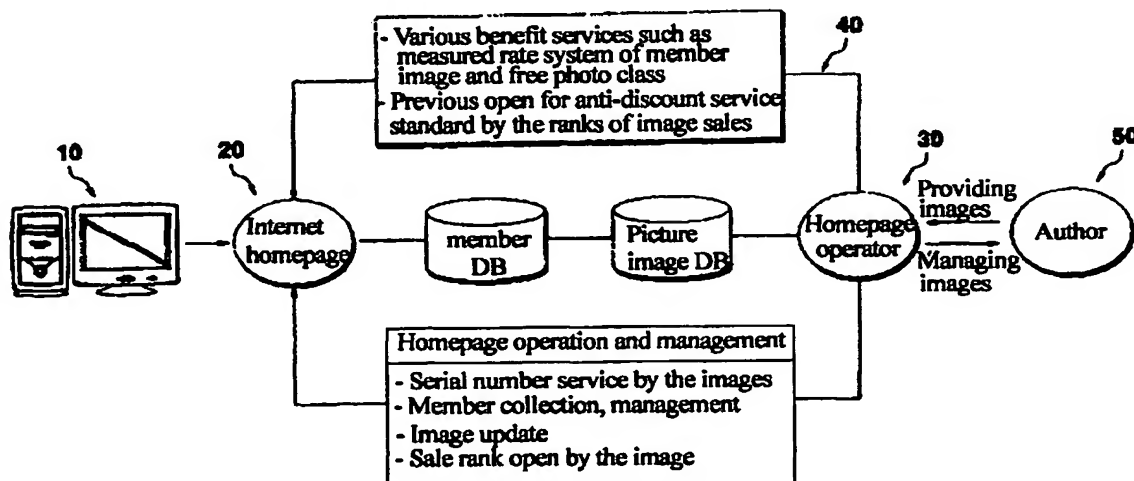 - Various benefit services such as
measured rate system of member
image and free photo class
- Previous open for anti-discount service
standard by the ranks of image sales
40
10
20
30
50
Internet
homepage
member
DB
Picture
image DB
Homepage
operator
Providing
images
Managing
images
Author
Homepage operation and management
- Serial number service by the images
- Member collection, management
- Image update
- Sale rank open by the image